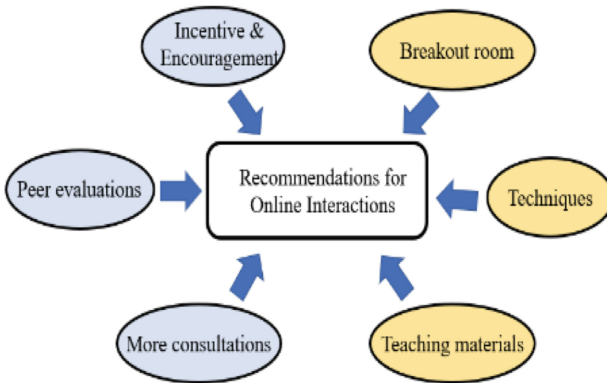 Incentive &
Encouragement
Breakout room
Peer evaluations
Recommendations for
Online Interactions
Techniques
More consultations
Teaching materials